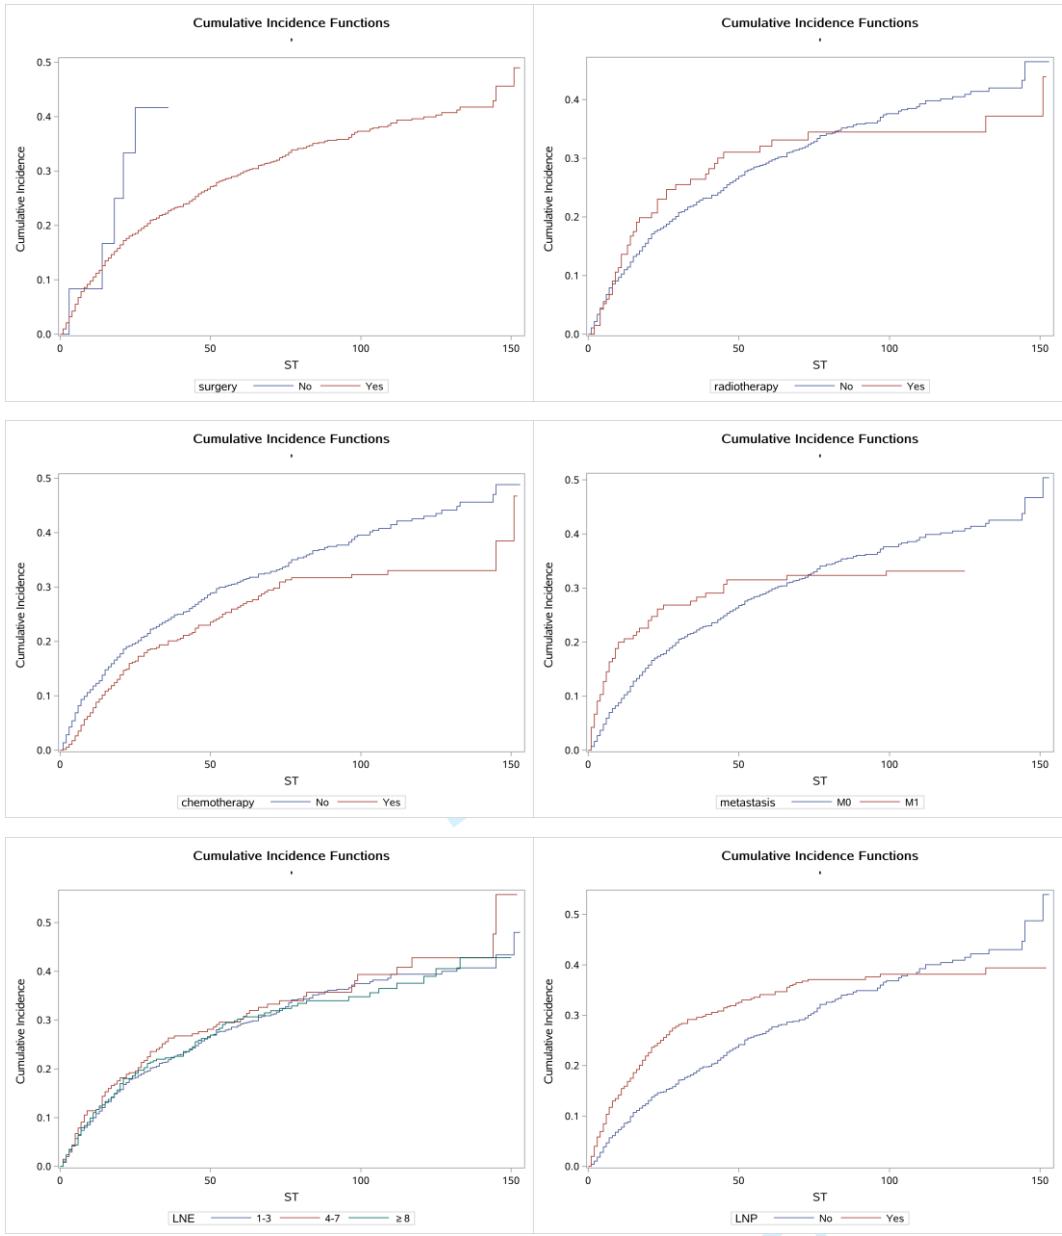 Cumulative Incidence Functions
,
0.5
0.4
0.3
0.2
0.1
0.0
Cumulative Incidence
0 50 100 150
ST
surgery No Yes
Cumulative Incidence Functions
,
0.4
0.3
0.2
0.1
0.0
Cumulative Incidence
0 50 100 150
ST
radiotherapy No Yes
Cumulative Incidence Functions
,
0.5
0.4
0.3
0.2
0.1
0.0
Cumulative Incidence
0 50 100 150
ST
chemotherapy No Yes
Cumulative Incidence Functions
,
0.5
0.4
0.3
0.2
0.1
0.0
Cumulative Incidence
0 50 100 150
ST
metastasis M0 M1
Cumulative Incidence Functions
,
0.5
0.4
0.3
0.2
0.1
0.0
Cumulative Incidence
0 50 100 150
ST
LNE 1-3 4-7 ≥ 8
Cumulative Incidence Functions
,
0.5
0.4
0.3
0.2
0.1
0.0
Cumulative Incidence
0 50 100 150
ST
LNP No Yes